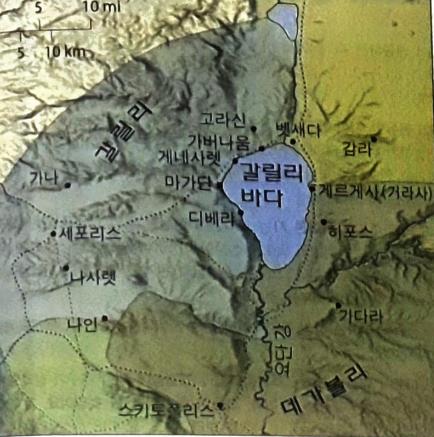 5 10 mi
5 10 km
갈릴리
고라신
벳새다
가버나움
게네사렛
감라
갈릴리
바다
가나
마가단
게르게사(거라사)
디베랴
히포스
세포리스
나사렛
가다라
나인
요단 강
데가볼리
스키토폴리스